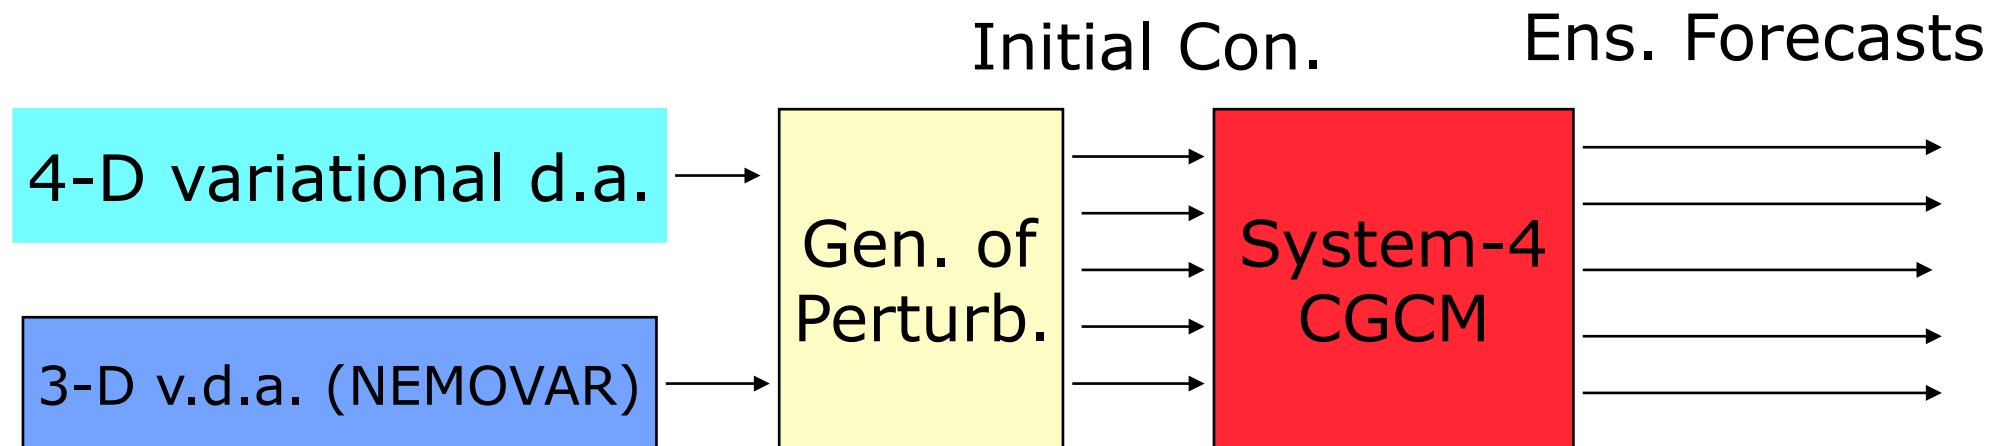 Initial Con.
Ens. Forecasts
4-D variational d.a.
Gen. of
Perturb.
System-4
CGCM
3-D v.d.a. (NEMOVAR)